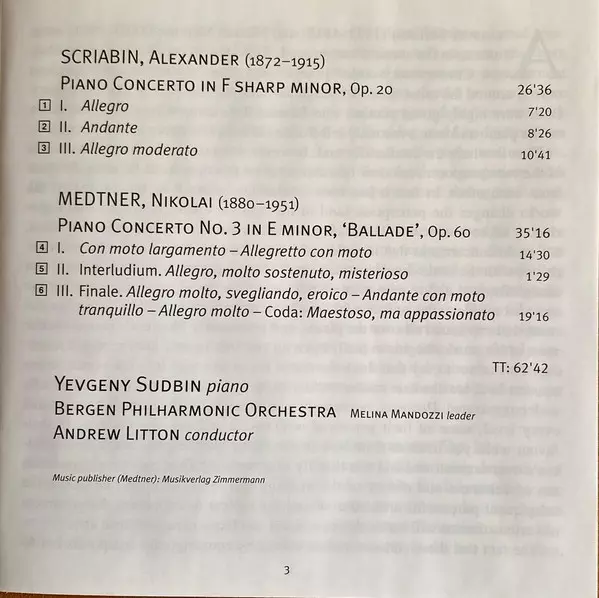 SCRIABIN, ALEXANDER (1872–1915)
PIANO CONCERTO IN F SHARP MINOR, OP. 20 26'36
1 I. Allegro 7'20
2 II. Andante 8'26
3 III. Allegro moderato 10'41
MEDTNER, NIKOLAI (1880–1951)
PIANO CONCERTO NO. 3 IN E MINOR, ‘BALLADE’, OP. 60 35'16
4 I. Con moto largamento – Allegretto con moto 14'30
5 II. Interludium. Allegro, molto sostenuto, misterioso 1'29
6 III. Finale. Allegro molto, svegliando, eroico – Andante con moto
tranquillo – Allegro molto – Coda: Maestoso, ma appassionato 19'16
TT: 62'42
YEVGENY SUDBIN piano
BERGEN PHILHARMONIC ORCHESTRA MELINA MANDOZZI leader
ANDREW LITTON conductor
Music publisher (Medtner): Musikverlag Zimmermann
3